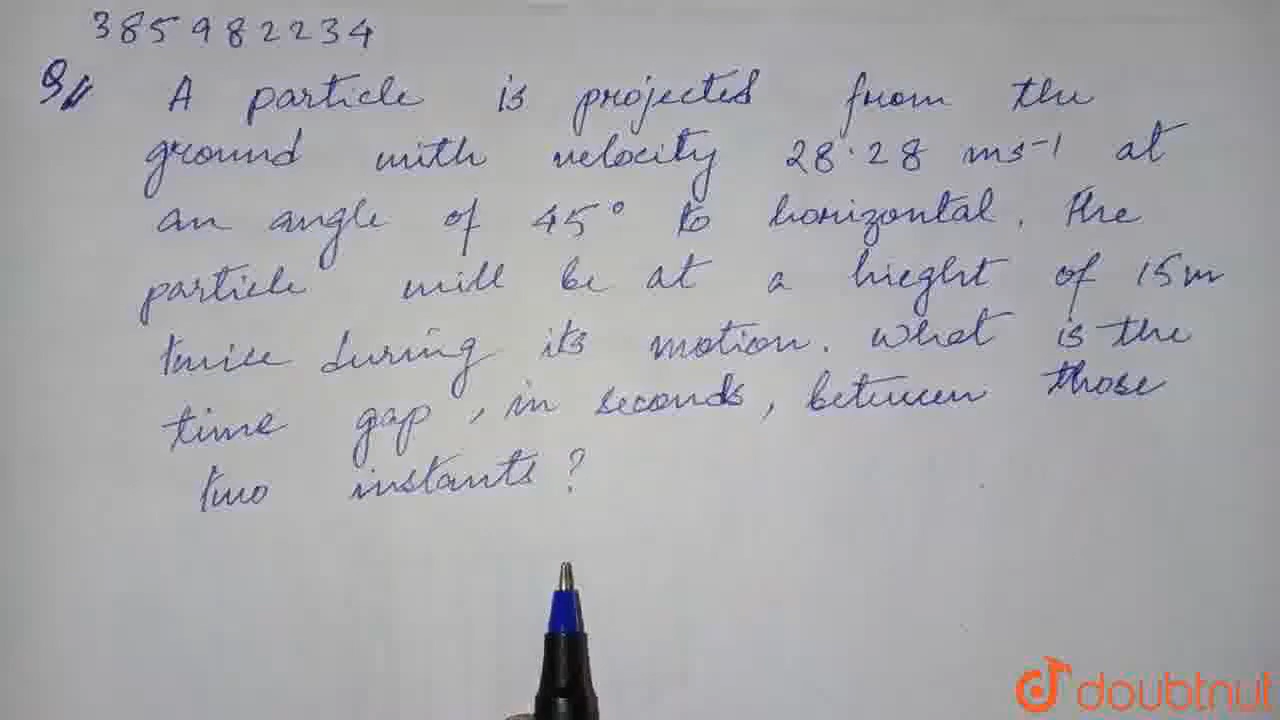 385982234
Q// A particle is projected from the
ground with velocity 28.28 ms⁻¹ at
an angle of 45° to horizontal. The
particle will be at a hieght of 15m
twice during its motion. What is the
time gap, in seconds, between those
two instants?
doubtnut